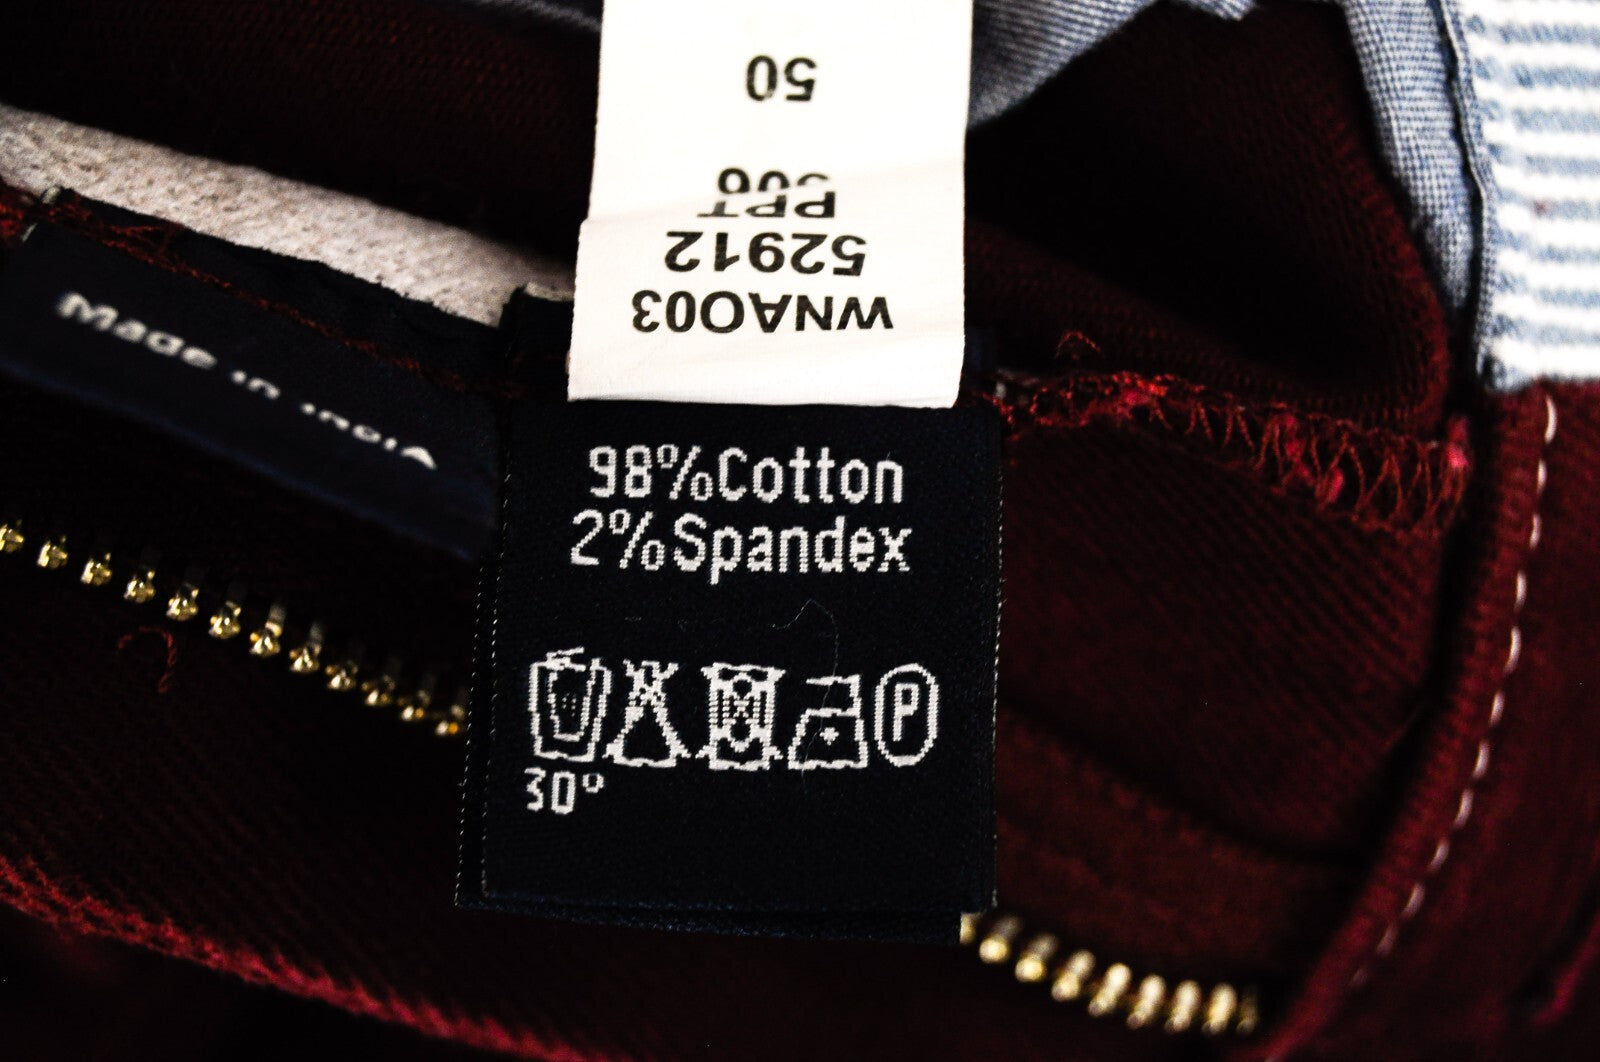 WNAO03
52912
PPT
50
Made in INDIA
98%Cotton
2%Spandex
P
30°